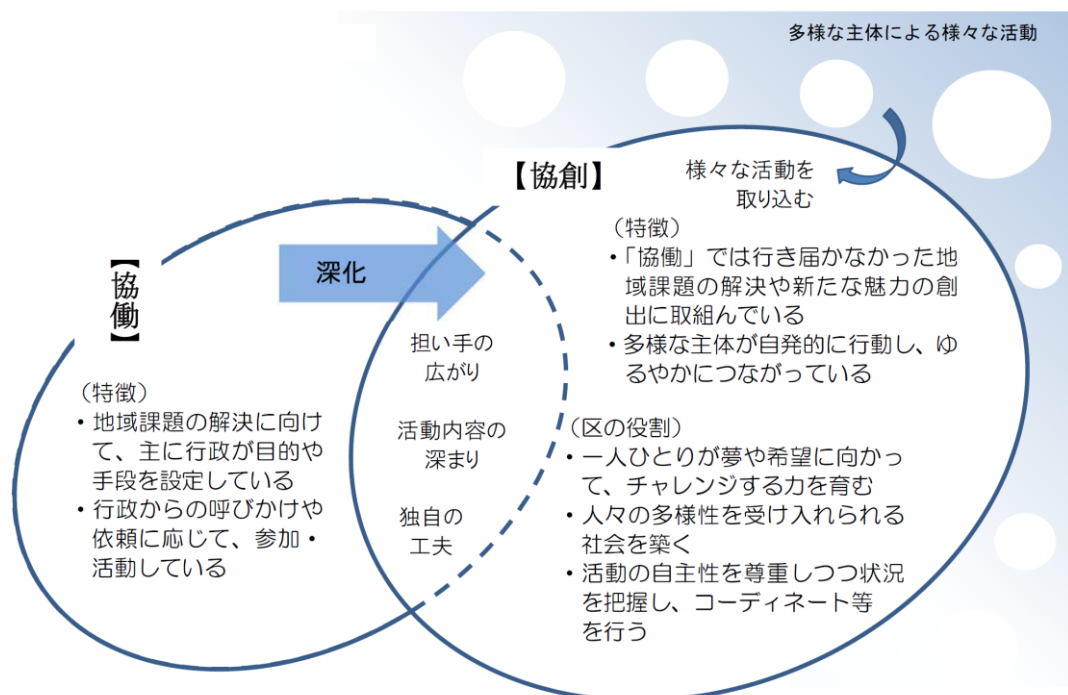 多様な主体による様々な活動
【協創】
様々な活動を
取り込む
（特徴）
・「協働」では行き届かなかった地
域課題の解決や新たな魅力の創
出に取組んでいる
・多様な主体が自発的に行動し、ゆ
るやかにつながっている
（区の役割）
・一人ひとりが夢や希望に向かっ
て、チャレンジする力を育む
・人々の多様性を受け入れられる
社会を築く
・活動の自主性を尊重しつつ状況
を把握し、コーディネート等
を行う
深化
担い手の
広がり
活動内容の
深まり
独自の
工夫
【協働】
（特徴）
・地域課題の解決に向け
て、主に行政が目的や
手段を設定している
・行政からの呼びかけや
依頼に応じて、参加・
活動している